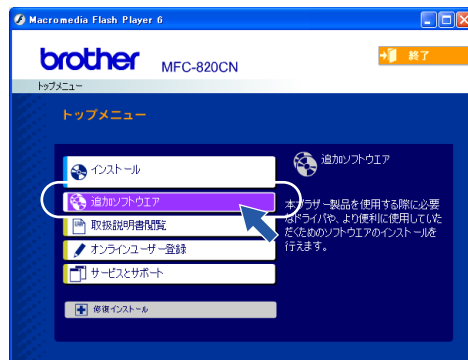 Macromedia Flash Player 6
brother MFC-820CN
終了
トップメニュー
トップメニュー
インストール
追加ソフトウエア
取扱説明書閲覧
オンラインユーザー登録
サービスとサポート
修復インストール
追加ソフトウエア
本ブラザー製品を使用する際に必要
なドライバや、より便利に使用していた
だくためのソフトウエアのインストールを
行えます。